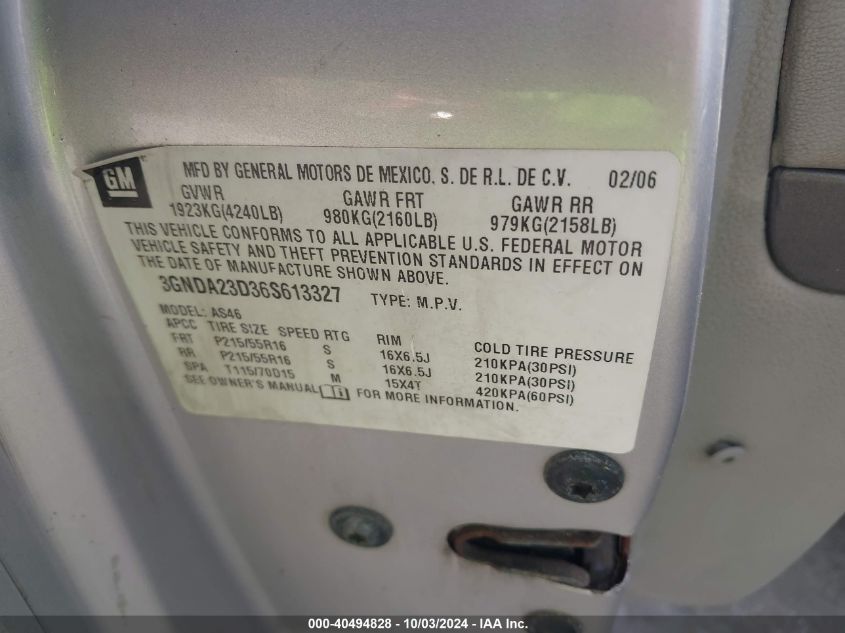 GM
MFD BY GENERAL MOTORS DE MEXICO, S. DE R.L. DE C.V. 02/06
GVWR GAWR FRT GAWR RR
1923KG(4240LB) 980KG(2160LB) 979KG(2158LB)
THIS VEHICLE CONFORMS TO ALL APPLICABLE U.S. FEDERAL MOTOR
VEHICLE SAFETY AND THEFT PREVENTION STANDARDS IN EFFECT ON
THE DATE OF MANUFACTURE SHOWN ABOVE.
3GNDA23D36S613327 TYPE: M.P.V.
MODEL: AS46
APCC TIRE SIZE SPEED RTG RIM COLD TIRE PRESSURE
FRT P215/55R16 S 16X6.5J 210KPA(30PSI)
RR P215/55R16 S 16X6.5J 210KPA(30PSI)
SPA T115/70D15 M 15X4T 420KPA(60PSI)
SEE OWNER'S MANUAL FOR MORE INFORMATION.
000-40494828 - 10/03/2024 - IAA Inc.